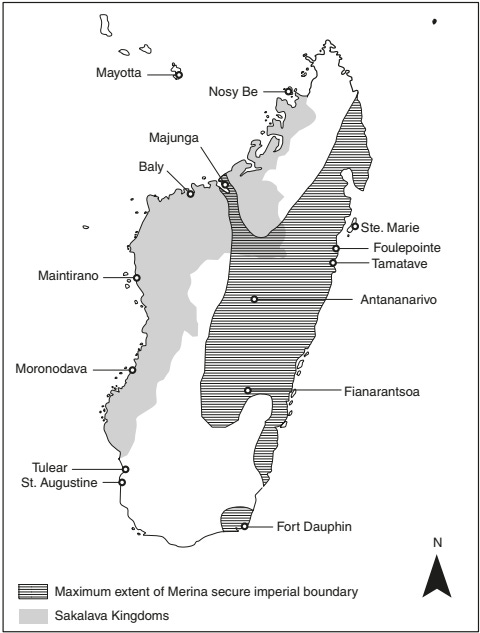 Mayotta
Nosy Be
Majunga
Baly
Ste. Marie
Foulepointe
Tamatave
Maintirano
Antananarivo
Moronodava
Fianarantsoa
Tulear
St. Augustine
Fort Dauphin
N
Maximum extent of Merina secure imperial boundary
Sakalava Kingdoms